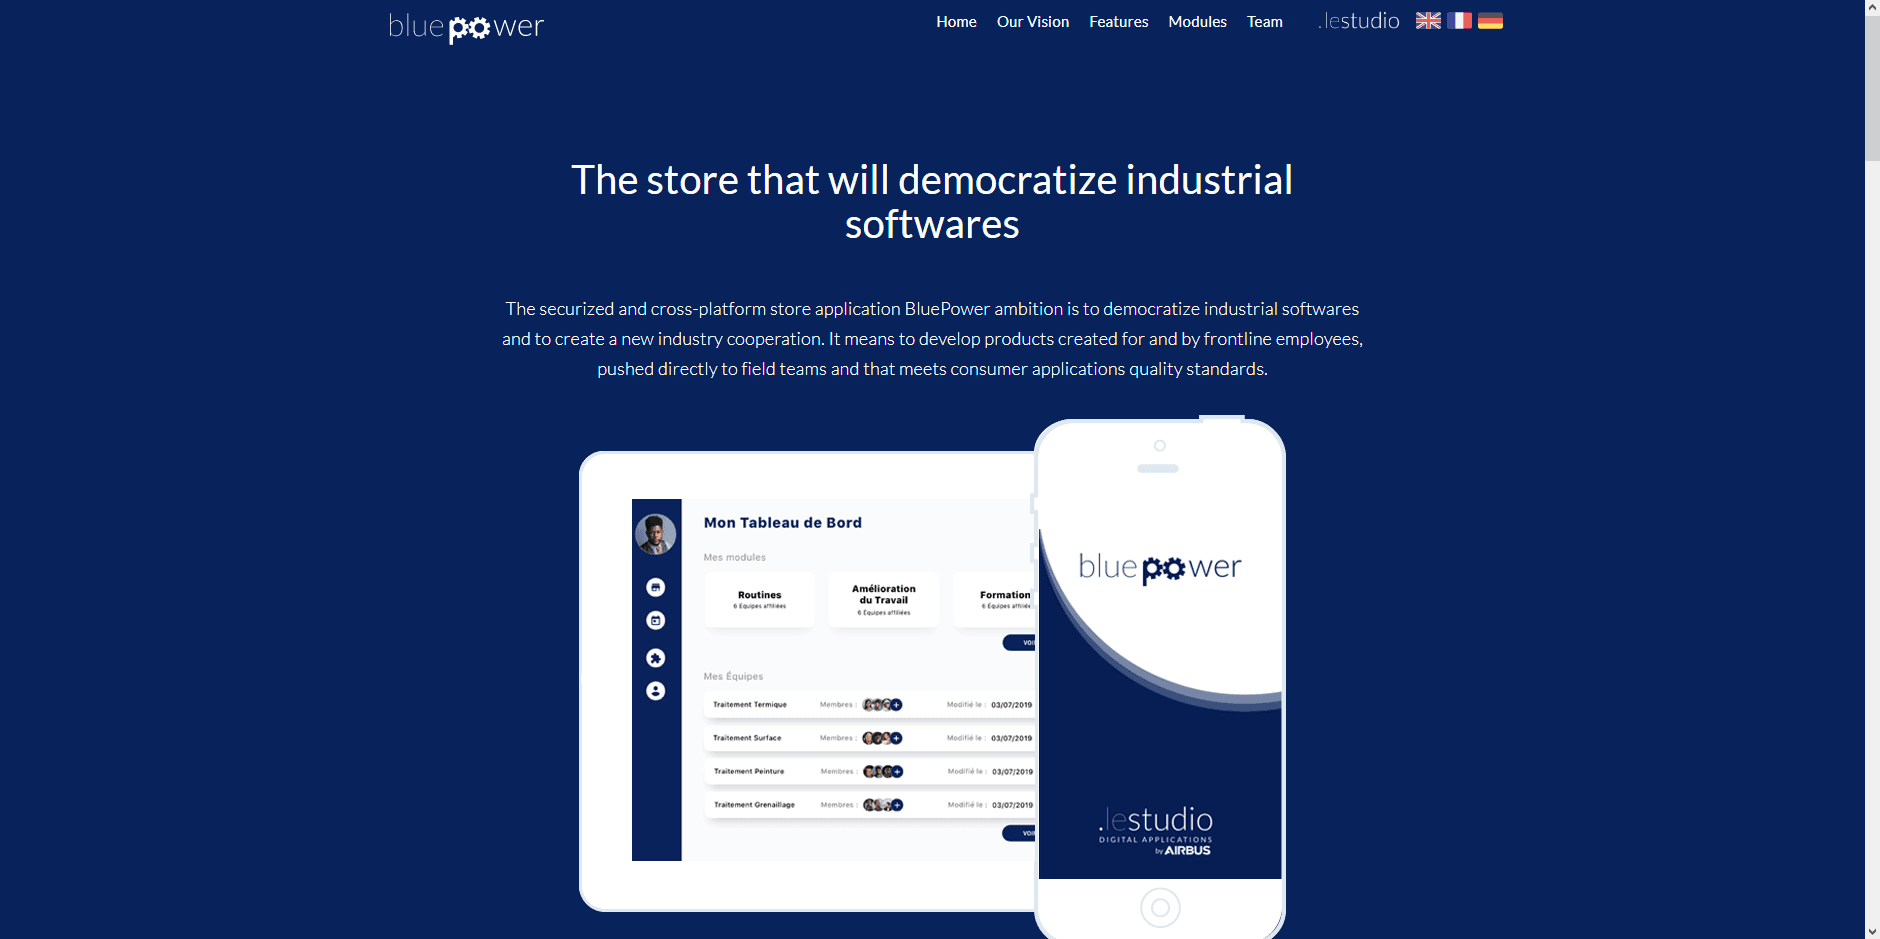 bluepower
Home Our Vision Features Modules Team .lestudio
The store that will democratize industrial
softwares
The securized and cross-platform store application BluePower ambition is to democratize industrial softwares
and to create a new industry cooperation. It means to develop products created for and by frontline employees,
pushed directly to field teams and that meets consumer applications quality standards.
Mon Tableau de Bord
Mes modules
Routines
6 Équipes affiliées
Amélioration
du Travail
6 Équipes affiliées
Formation
6 Équipes
Mes Équipes
Traitement Termique Membres : Modifié le : 03/07/2019
Traitement Surface Membres : Modifié le : 03/07/2019
Traitement Peinture Membres : Modifié le : 03/07/2019
Traitement Grenaillage Membres : Modifié le : 03/07/2019
bluepower
.lestudio
DIGITAL APPLICATIONS
by AIRBUS